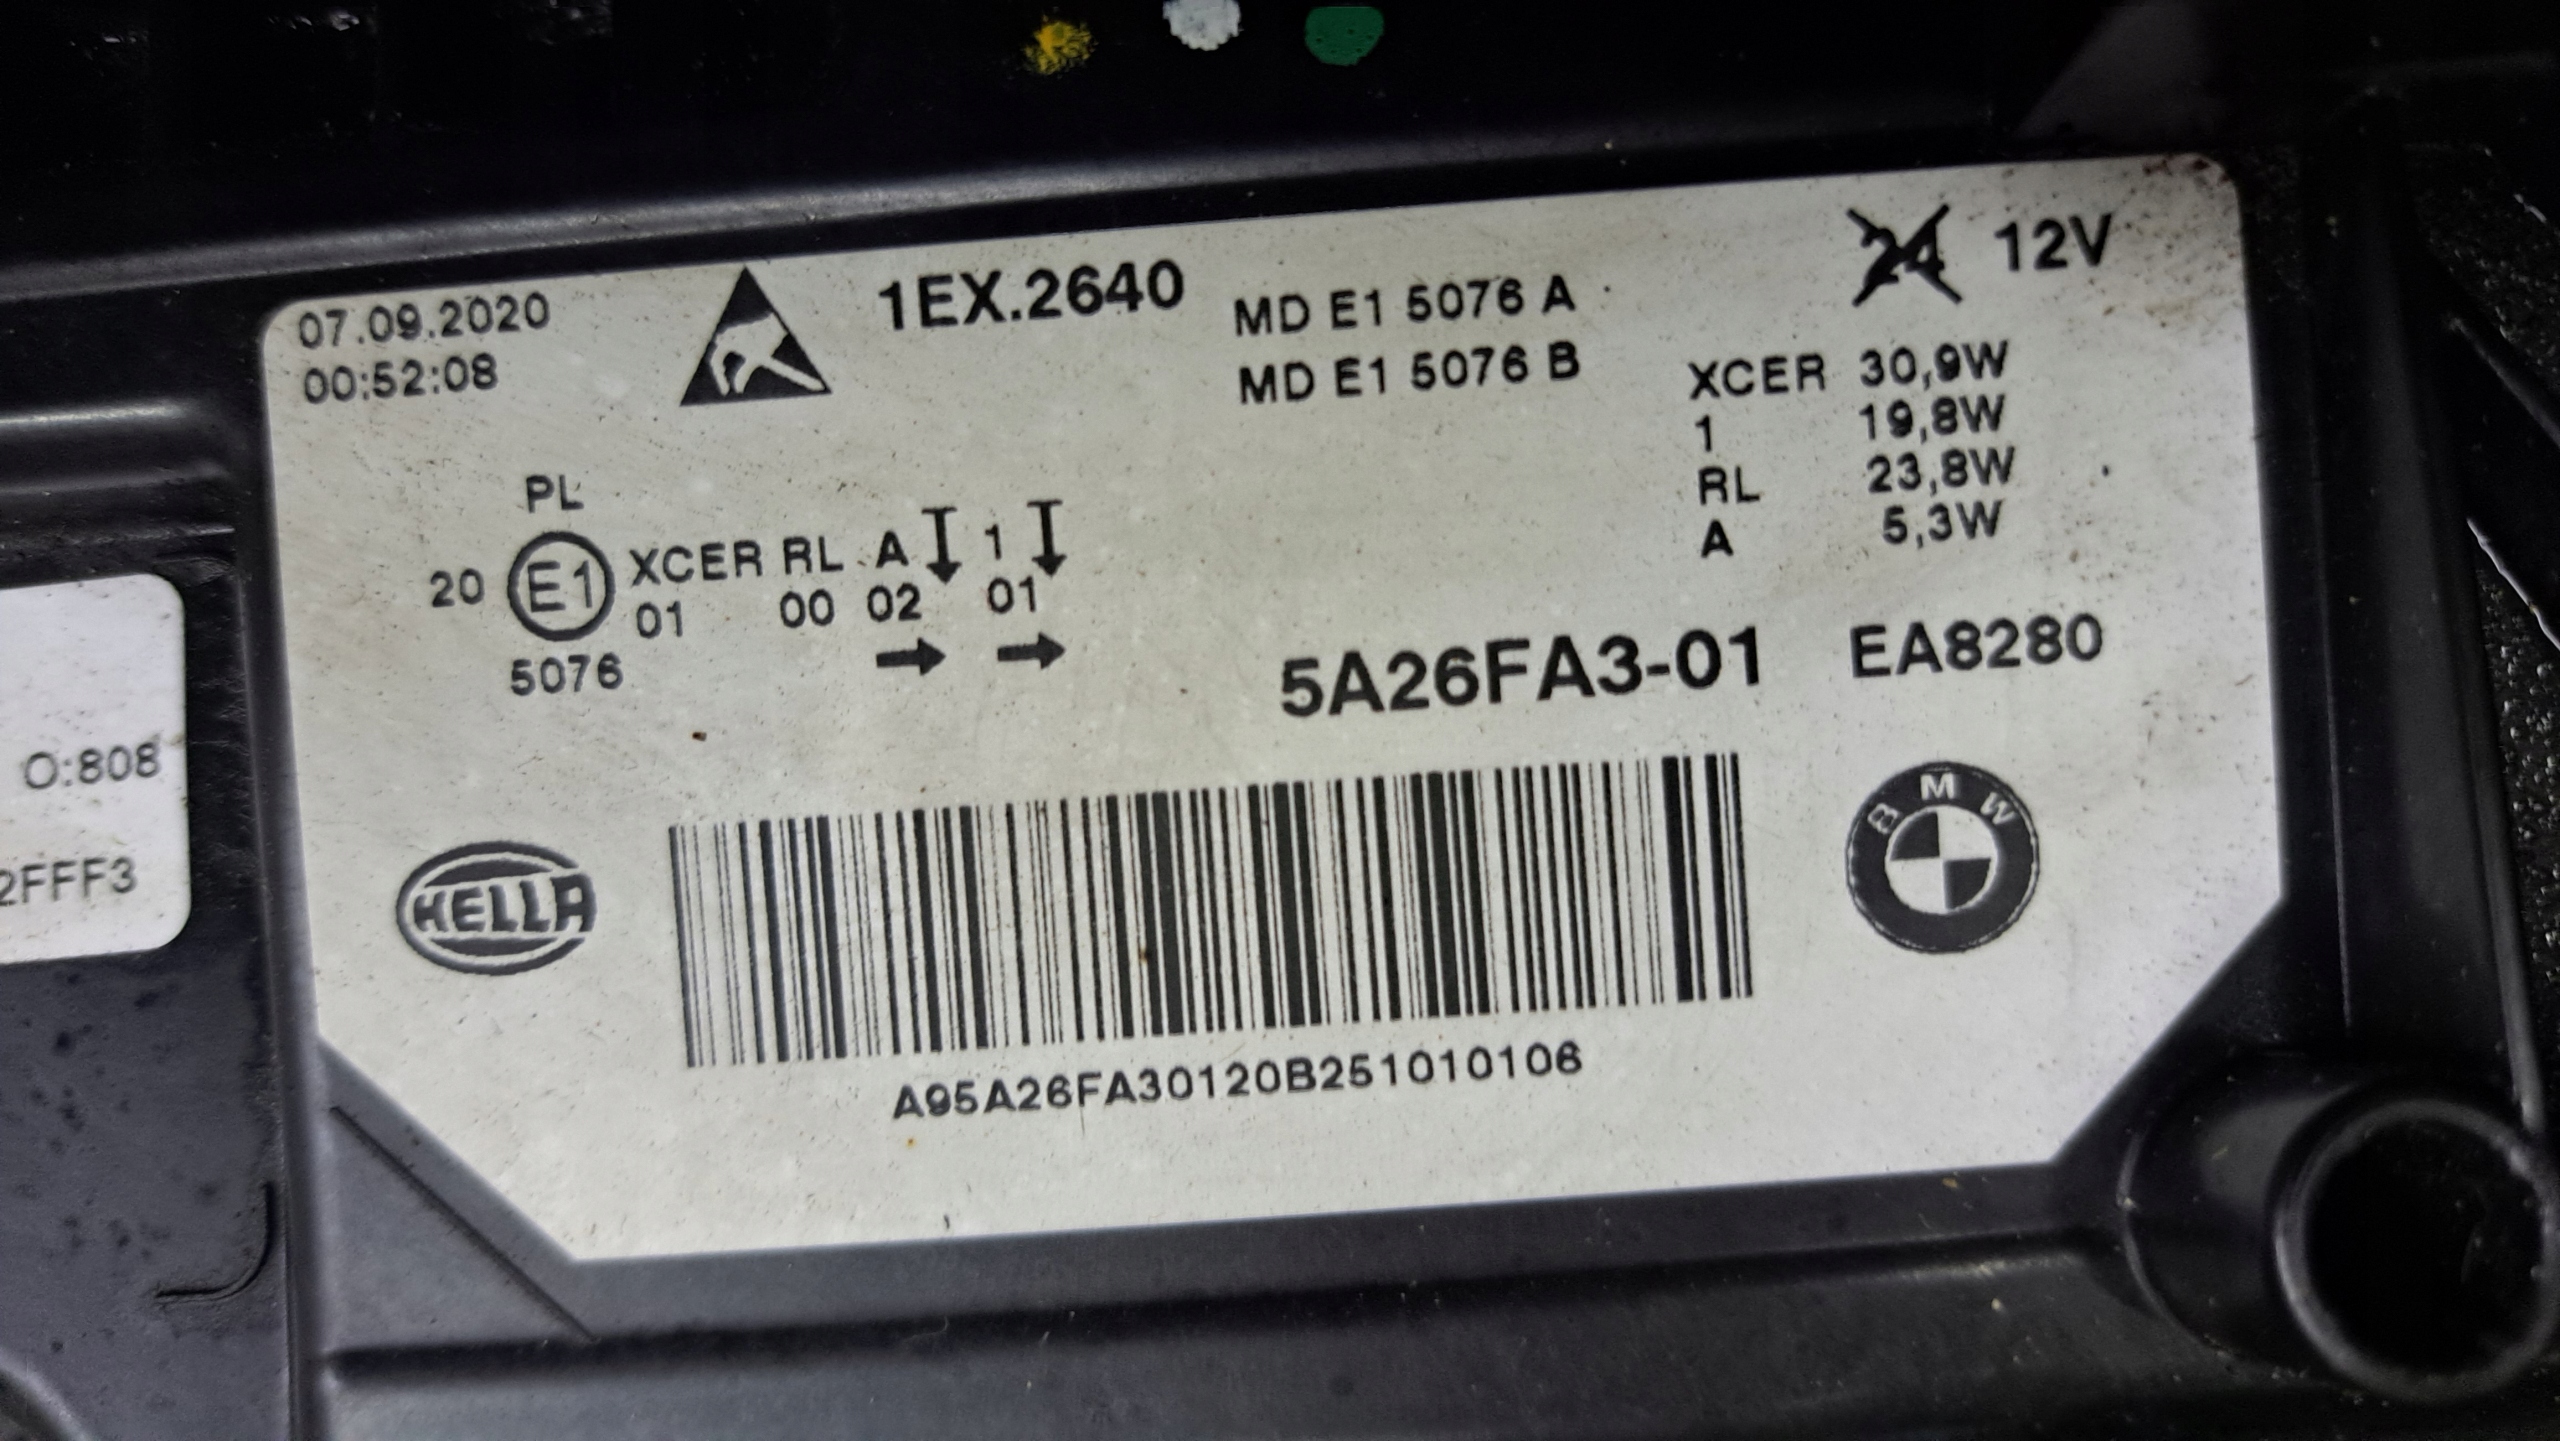 07.09.2020
00:52:08
1EX.2640
MD E1 5076 A
MD E1 5076 B
24 12V
XCER 30,9W
1 19,8W
RL 23,8W
A 5,3W
PL
20 E1 XCER RL A 1
01 00 02 01
5076
5A26FA3-01 EA8280
O:808
2FFF3
HELLA
BMW
A95A26FA30120B251010106